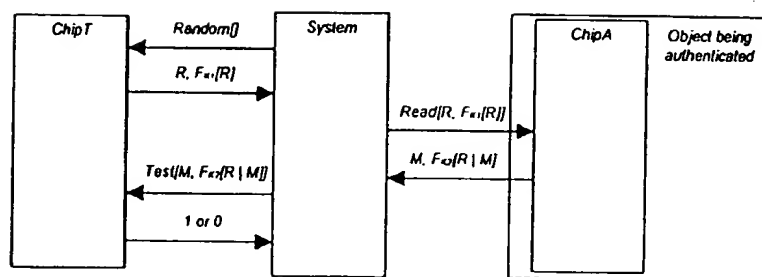 ChipT
System
ChipA
Object being
authenticated
Random[]
R, FK1[R]
Read[R, FK1[R]]
M, FK2[R | M]
Test[M, FK2[R | M]]
1 or 0